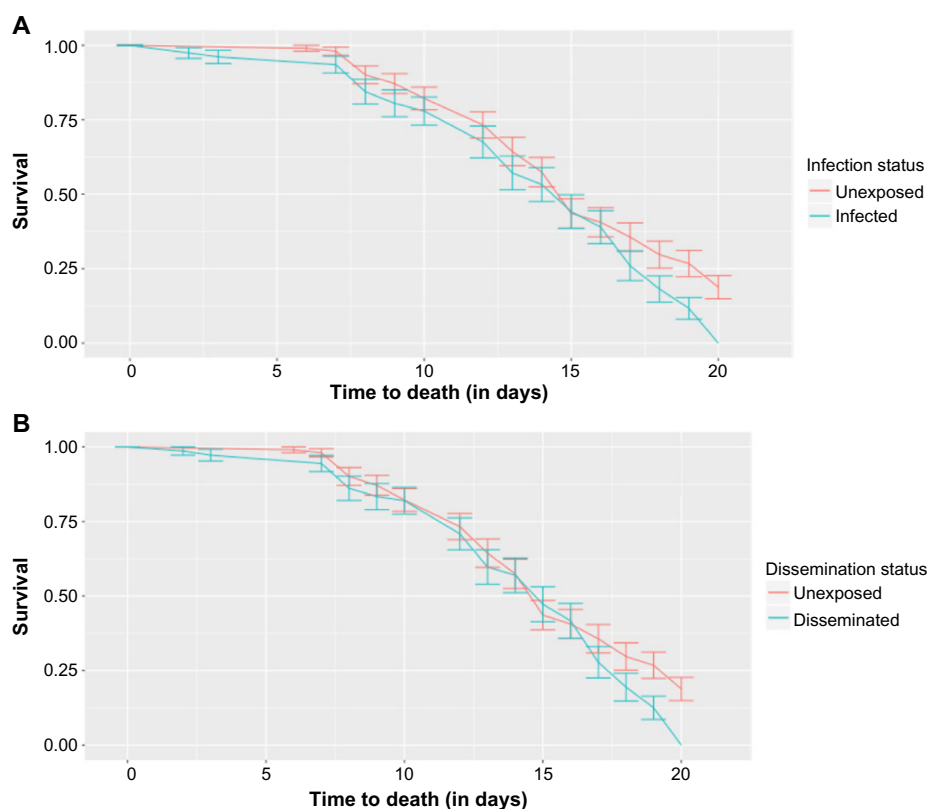 A
1.00
0.75
0.50
0.25
0.00
Survival
0 5 10 15 20
Time to death (in days)
Infection status
Unexposed
Infected
B
1.00
0.75
0.50
0.25
0.00
Survival
0 5 10 15 20
Time to death (in days)
Dissemination status
Unexposed
Disseminated